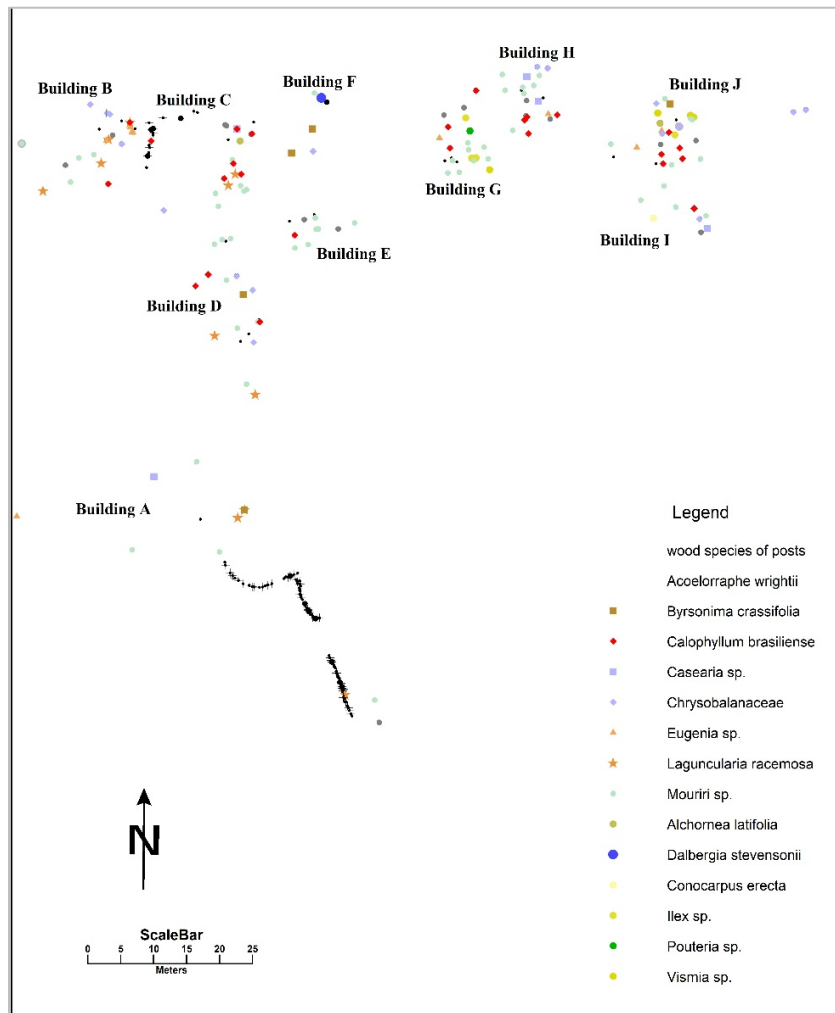 Building H
Building F
Building B
Building J
Building C
Building G
Building I
Building E
Building D
Building A
Legend
wood species of posts
Acoelorraphe wrightii
Byrsonima crassifolia
Calophyllum brasiliense
Casearia sp.
Chrysobalanaceae
Eugenia sp.
Laguncularia racemosa
Mouriri sp.
Alchornea latifolia
Dalbergia stevensonii
Conocarpus erecta
Ilex sp.
Pouteria sp.
Vismia sp.
N
ScaleBar
0 5 10 15 20 25
Meters